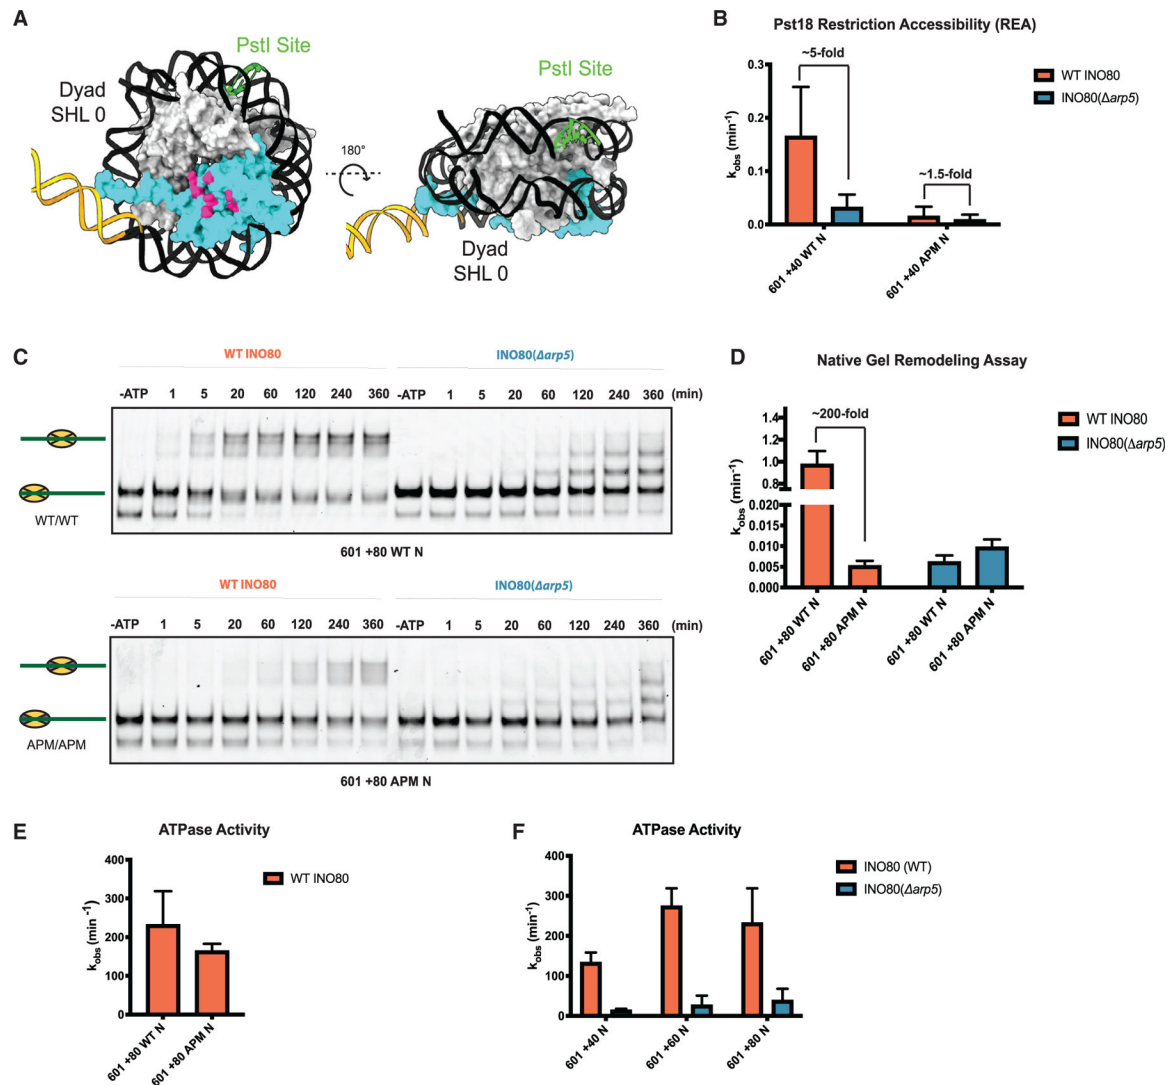 A
PstI Site
Dyad
SHL 0
180°
PstI Site
Dyad
SHL 0
B
Pst18 Restriction Accessibility (REA)
~5-fold
~1.5-fold
0.3
0.2
0.1
0.0
k_obs (min⁻¹)
601 +40 WT N
601 +40 APM N
WT INO80
INO80(Δarp5)
C
WT INO80
INO80(Δarp5)
-ATP 1 5 20 60 120 240 360 -ATP 1 5 20 60 120 240 360 (min)
WT/WT
601 +80 WT N
WT INO80
INO80(Δarp5)
-ATP 1 5 20 60 120 240 360 -ATP 1 5 20 60 120 240 360 (min)
APM/APM
601 +80 APM N
D
Native Gel Remodeling Assay
~200-fold
1.4
1.2
1.0
0.8
0.020
0.015
0.010
0.005
0.000
k_obs (min⁻¹)
601 +80 WT N
601 +80 APM N
601 +80 WT N
601 +80 APM N
WT INO80
INO80(Δarp5)
E
ATPase Activity
400
300
200
100
0
k_obs (min⁻¹)
601 +80 WT N
601 +80 APM N
WT INO80
F
ATPase Activity
400
300
200
100
0
k_obs (min⁻¹)
601 +40 N
601 +60 N
601 +80 N
INO80 (WT)
INO80(Δarp5)